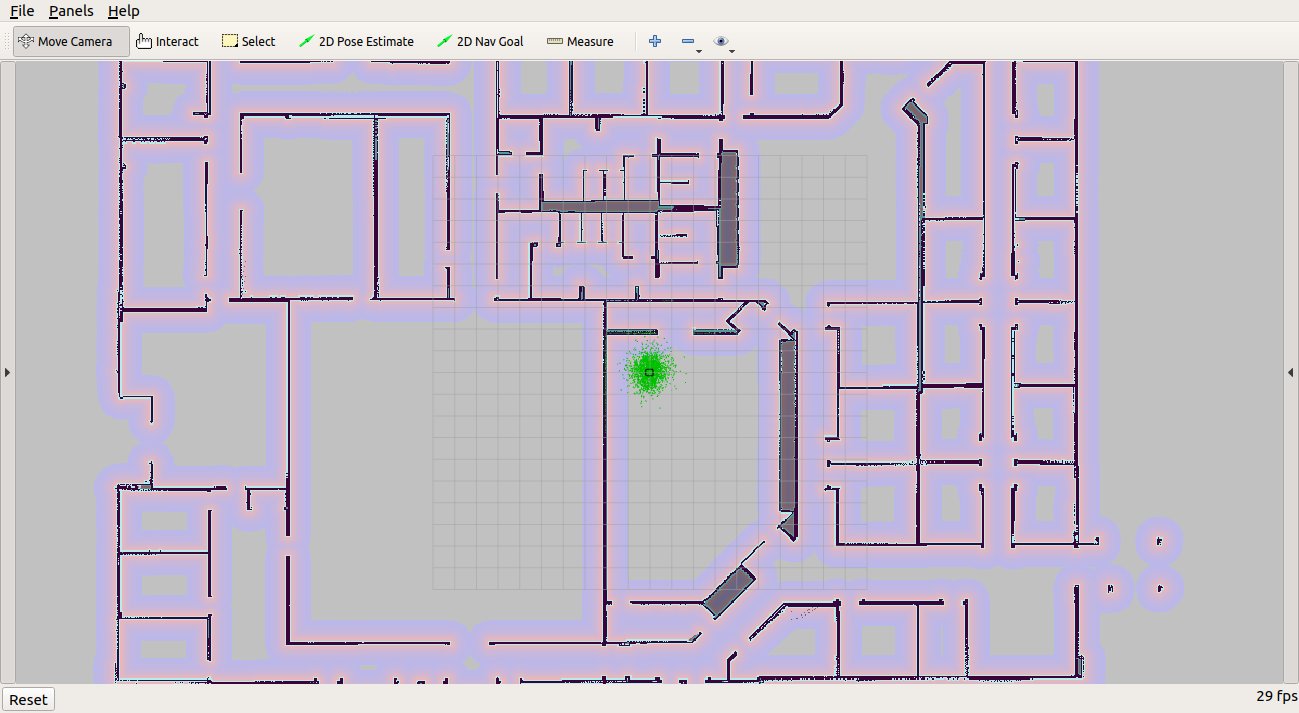 File Panels Help
Move Camera Interact Select 2D Pose Estimate 2D Nav Goal Measure
Reset 29 fps